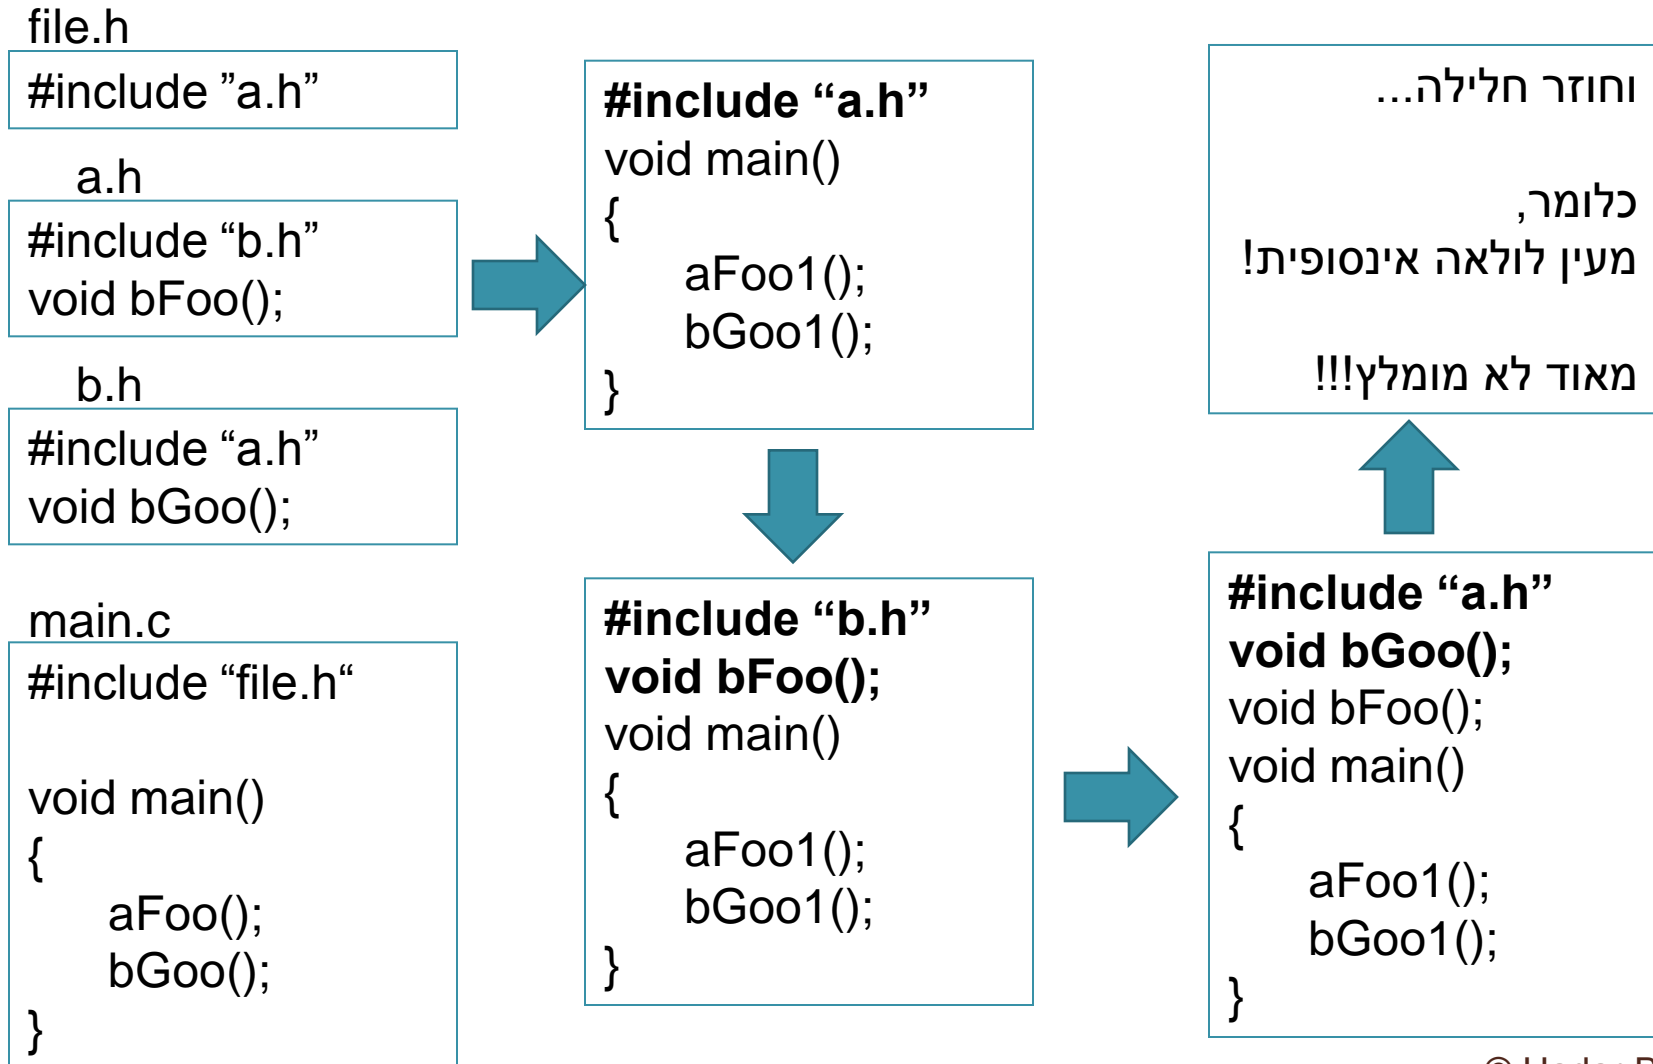 file.h
#include ”a.h”
a.h
#include “b.h”
void bFoo();
b.h
#include “a.h”
void bGoo();
main.c
#include “file.h“
void main()
{
aFoo();
bGoo();
}
#include “a.h”
void main()
{
aFoo1();
bGoo1();
}
#include “b.h”
void bFoo();
void main()
{
aFoo1();
bGoo1();
}
#include “a.h”
void bGoo();
void bFoo();
void main()
{
aFoo1();
bGoo1();
}
וחוזר חלילה...
כלומר,
מעין לולאה אינסופית!
מאוד לא מומלץ!!!